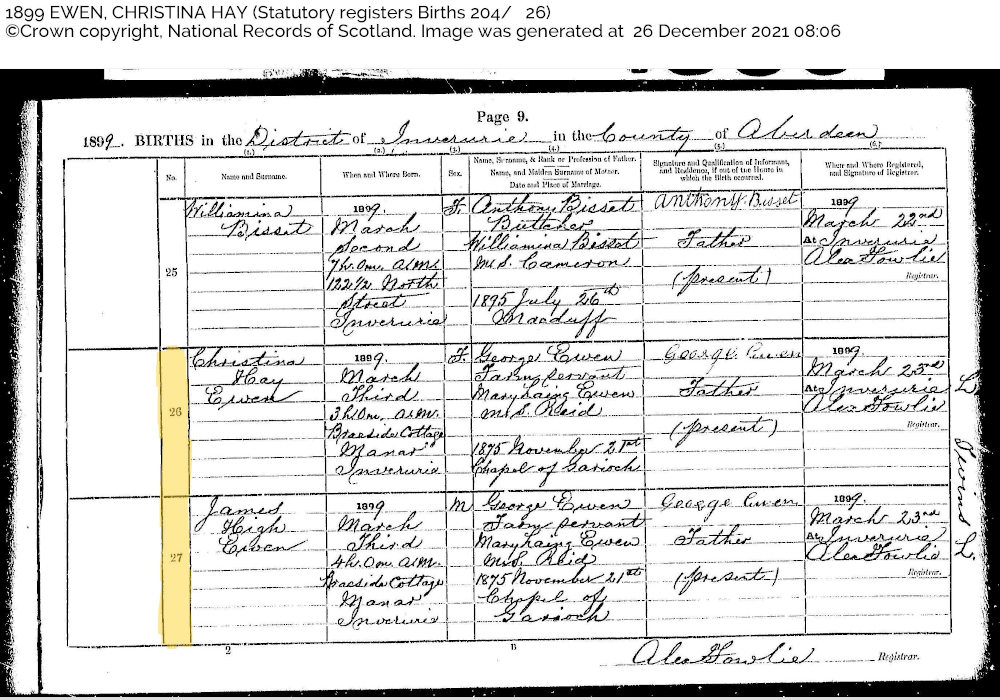 1899 EWEN, CHRISTINA HAY (Statutory registers Births 204/ 26)
©Crown copyright, National Records of Scotland. Image was generated at 26 December 2021 08:06
Page 9.
1899. BIRTHS in the District of Inverurie in the County of Aberdeen
(1.) (2.) (3.) (4.) (5.) (6.)
No.
Name and Surname.
When and Where Born.
Sex.
Name, Surname, & Rank or Profession of Father.
Name, and Maiden Surname of Mother.
Date and Place of Marriage.
Signature and Qualification of Informant,
and Residence, if out of the House in
which the Birth occurred.
When and Where Registered,
and Signature of Registrar.
25
Williamina
Bisset
1899.
March
Second
7h. 0m. A.M.
122½ North
Street
Inverurie
F.
Anthony Bisset
Butcher
Williamina Bisset
M.S. Cameron
1895 July 26th
Macduff
Anthony Bisset
Father
(present)
1899
March 22nd
At Inverurie
Alex Fowlie
Registrar.
26
Christina
Hay
Ewen
1899.
March
Third
3h. 10m. A.M.
Braeside Cottage
Manar
Inverurie
F.
George Ewen
Farm servant
Mary Laing Ewen
M.S. Reid
1875 November 21st
Chapel of Garioch
George Ewen
Father
(present)
1899.
March 23rd
At Inverurie
Alex Fowlie
Registrar.
27
James
High
Ewen
1899
March
Third
4h. 0m. A.M.
Braeside Cottage
Manar
Inverurie
M
George Ewen
Farm servant
Mary Laing Ewen
M.S. Reid
1875 November 21st
Chapel of
Garioch
George Ewen
Father
(present)
1899.
March 23rd
At Inverurie
Alex Fowlie
Registrar.
Twins
2
B
Alex Fowlie Registrar.